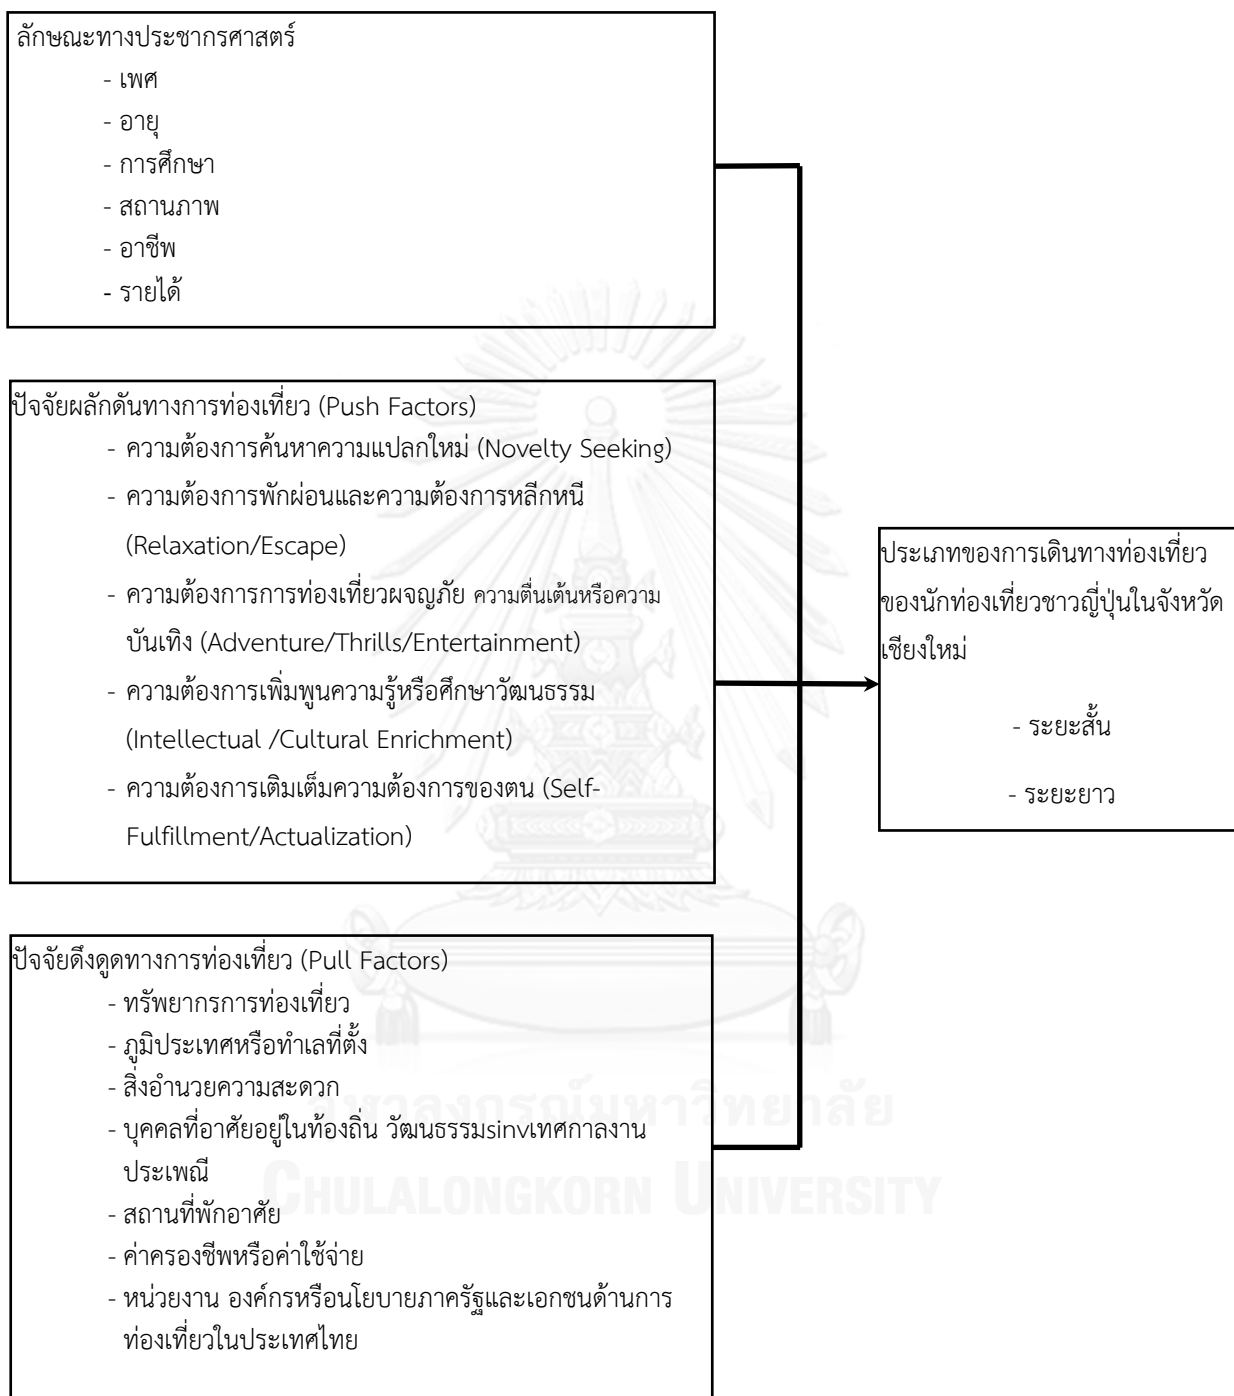 ลักษณะทางประชากรศาสตร์
- เพศ
- อายุ
- การศึกษา
- สถานภาพ
- อาชีพ
- รายได้
ปัจจัยผลักดันทางการท่องเที่ยว (Push Factors)
- ความต้องการค้นหาความแปลกใหม่ (Novelty Seeking)
- ความต้องการพักผ่อนและความต้องการหลีกหนี
(Relaxation/Escape)
- ความต้องการการท่องเที่ยวผจญภัย ความตื่นเต้นหรือความ
บันเทิง (Adventure/Thrills/Entertainment)
- ความต้องการเพิ่มพูนความรู้หรือศึกษาวัฒนธรรม
(Intellectual /Cultural Enrichment)
- ความต้องการเติมเต็มความต้องการของตน (Self-
Fulfillment/Actualization)
ประเภทของการเดินทางท่องเที่ยว
ของนักท่องเที่ยวชาวญี่ปุ่นในจังหวัด
เชียงใหม่
- ระยะสั้น
- ระยะยาว
ปัจจัยดึงดูดทางการท่องเที่ยว (Pull Factors)
- ทรัพยากรการท่องเที่ยว
- ภูมิประเทศหรือทำเลที่ตั้ง
- สิ่งอำนวยความสะดวก
- บุคคลที่อาศัยอยู่ในท้องถิ่น วัฒนธรรมsinvเทศกาลงาน
ประเพณี
- สถานที่พักอาศัย
- ค่าครองชีพหรือค่าใช้จ่าย
- หน่วยงาน องค์กรหรือนโยบายภาครัฐและเอกชนด้านการ
ท่องเที่ยวในประเทศไทย
จุฬาลงกรณ์มหาวิทยาลัย
CHULALONGKORN UNIVERSITY